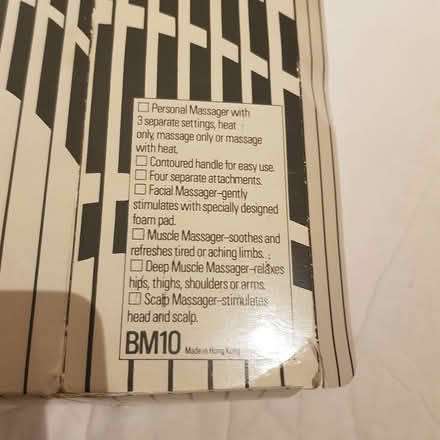 ☐ Personal Massager with
3 separate settings, heat
only, massage only or massage
with heat.
☐ Contoured handle for easy use.
☐ Four separate attachments.
☐ Facial Massager-gently
stimulates with specially designed
foam pad.
☐ Muscle Massager-soothes and
refreshes tired or aching limbs.
☐ Deep Muscle Massager-relaxes
hips, thighs, shoulders or arms.
☐ Scalp Massager-stimulates
head and scalp.
BM10 Made in Hong Kong